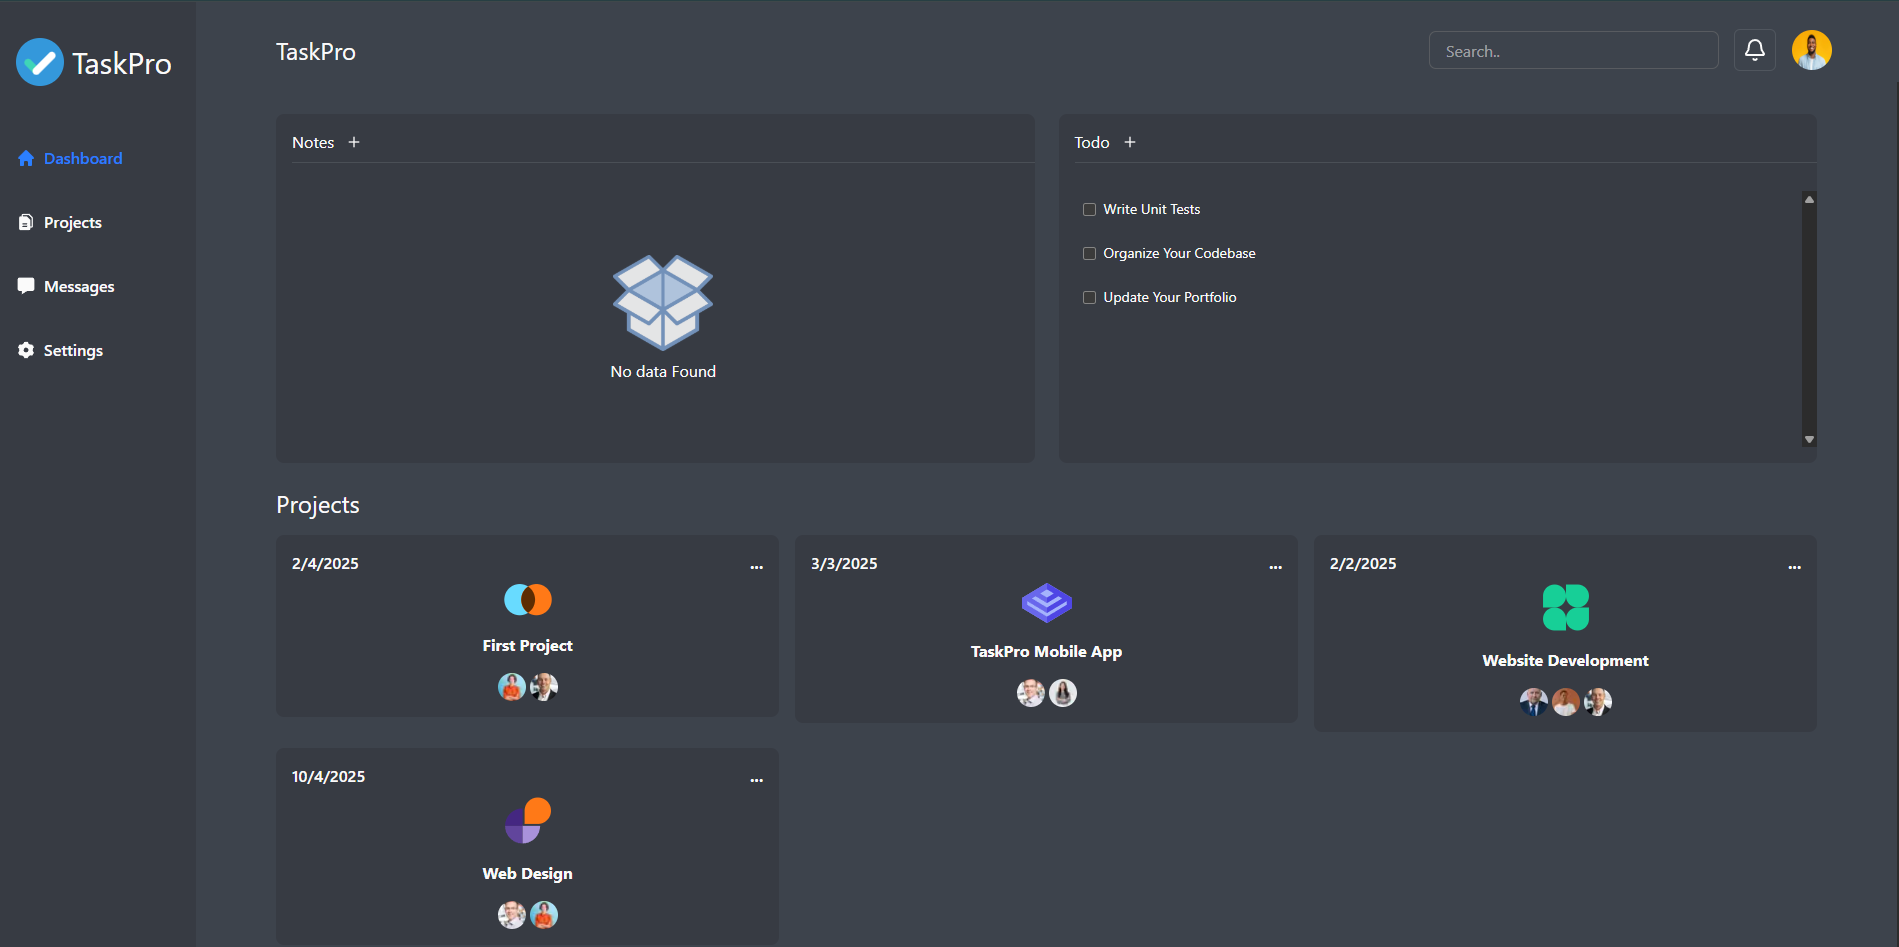 TaskPro
Dashboard
Projects
Messages
Settings
TaskPro
Search..
Notes +
No data Found
Todo +
Write Unit Tests
Organize Your Codebase
Update Your Portfolio
Projects
2/4/2025 ...
First Project
3/3/2025 ...
TaskPro Mobile App
2/2/2025 ...
Website Development
10/4/2025 ...
Web Design